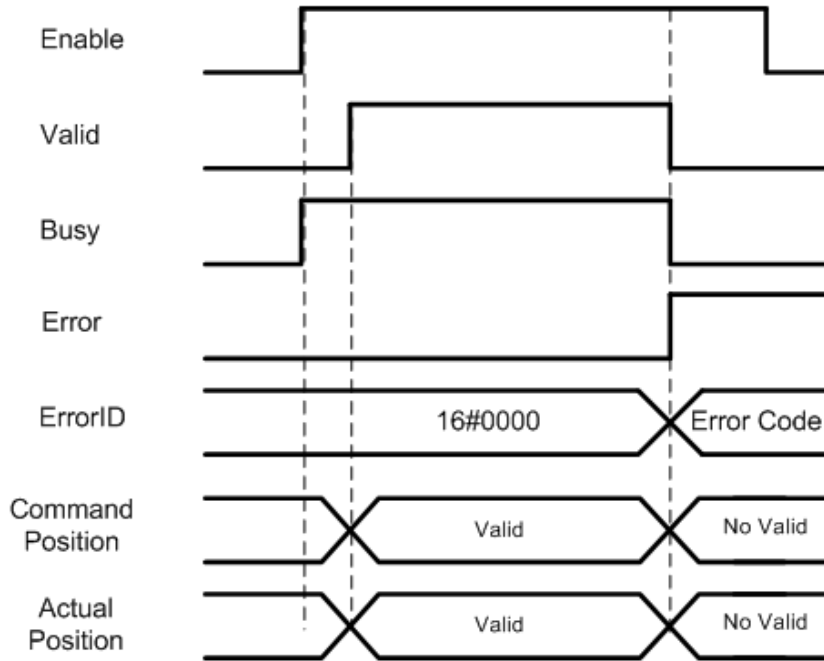 Enable
Valid
Busy
Error
ErrorID
16#0000
Error Code
Command
Position
Valid
No Valid
Actual
Position
Valid
No Valid